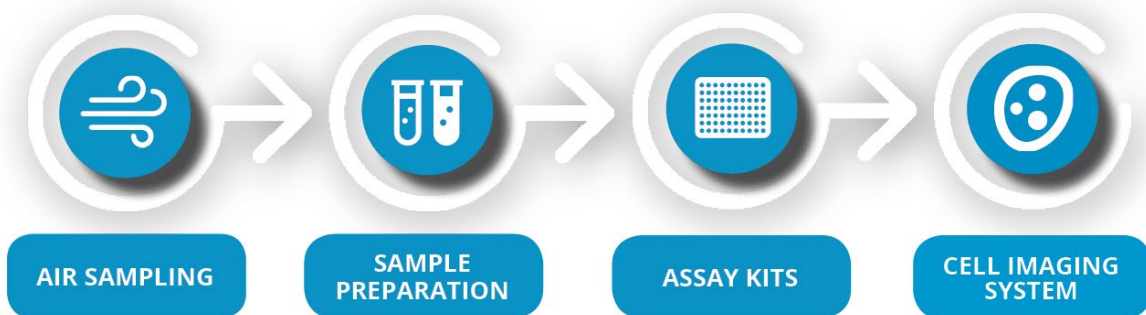 AIR SAMPLING
SAMPLE
PREPARATION
ASSAY KITS
CELL IMAGING
SYSTEM